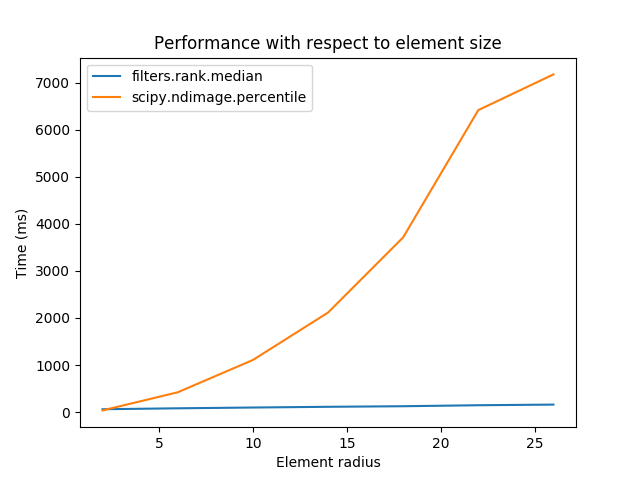 Performance with respect to element size
filters.rank.median
scipy.ndimage.percentile
7000
6000
5000
4000
3000
2000
1000
0
Time (ms)
5 10 15 20 25
Element radius